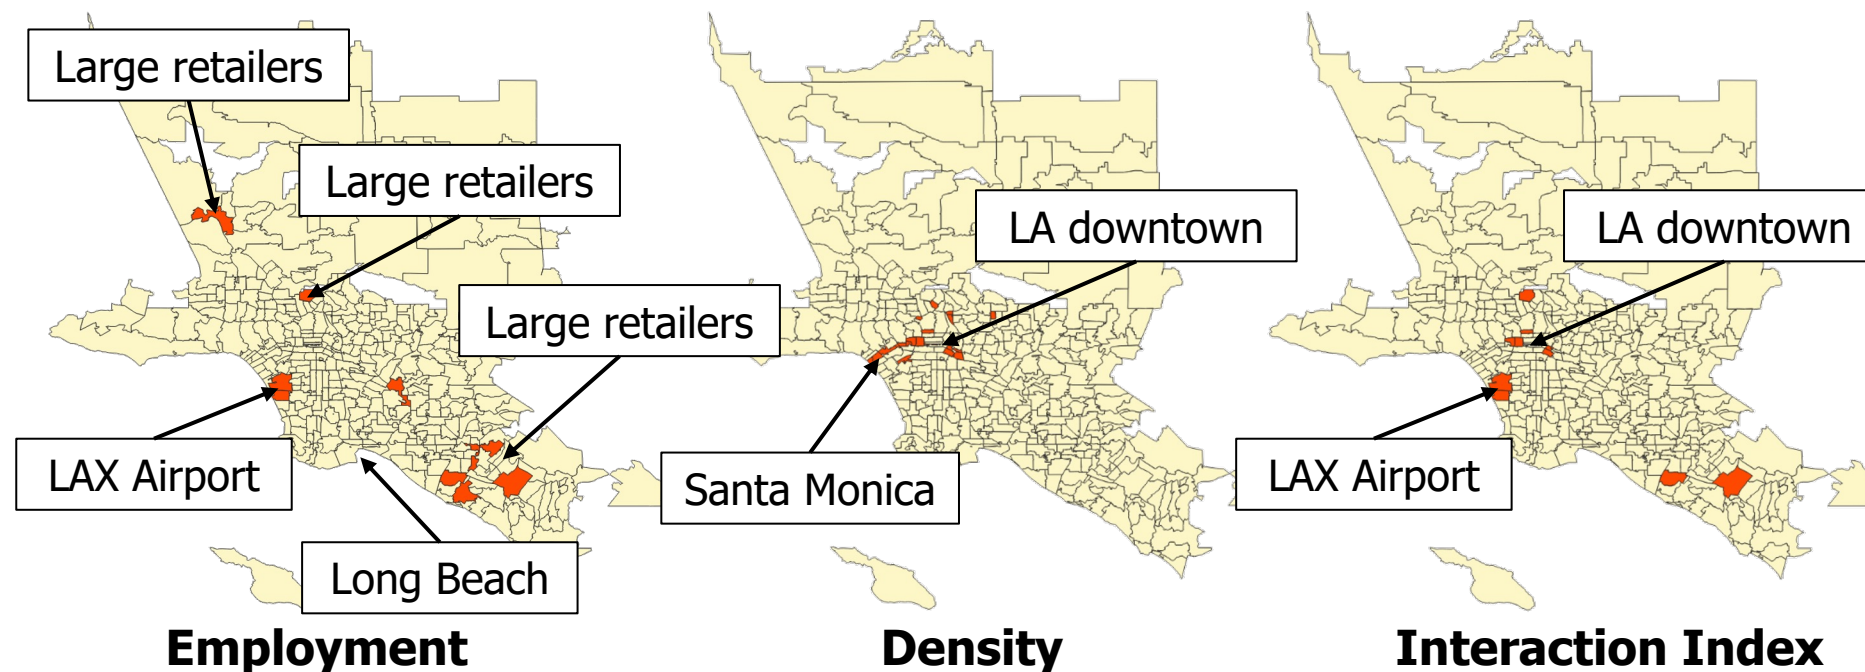 Large retailers
Large retailers
Large retailers
LAX Airport
Long Beach
Employment
LA downtown
Santa Monica
Density
LA downtown
LAX Airport
Interaction Index